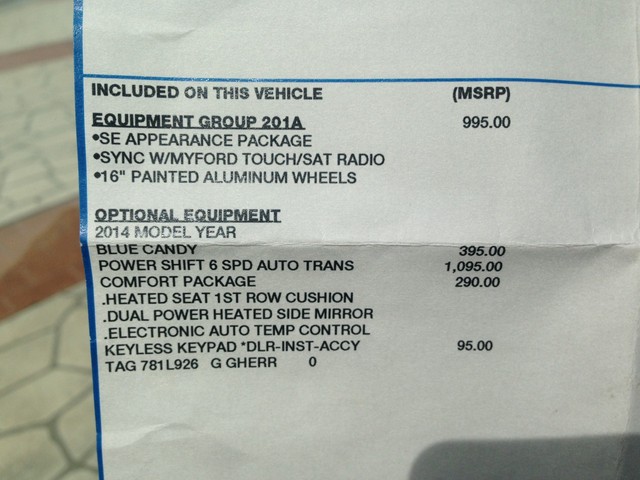 INCLUDED ON THIS VEHICLE (MSRP)
EQUIPMENT GROUP 201A 995.00
•SE APPEARANCE PACKAGE
•SYNC W/MYFORD TOUCH/SAT RADIO
•16" PAINTED ALUMINUM WHEELS
OPTIONAL EQUIPMENT
2014 MODEL YEAR
BLUE CANDY 395.00
POWER SHIFT 6 SPD AUTO TRANS 1,095.00
COMFORT PACKAGE 290.00
.HEATED SEAT 1ST ROW CUSHION
.DUAL POWER HEATED SIDE MIRROR
.ELECTRONIC AUTO TEMP CONTROL
KEYLESS KEYPAD *DLR-INST-ACCY 95.00
TAG 781L926 G GHERR 0